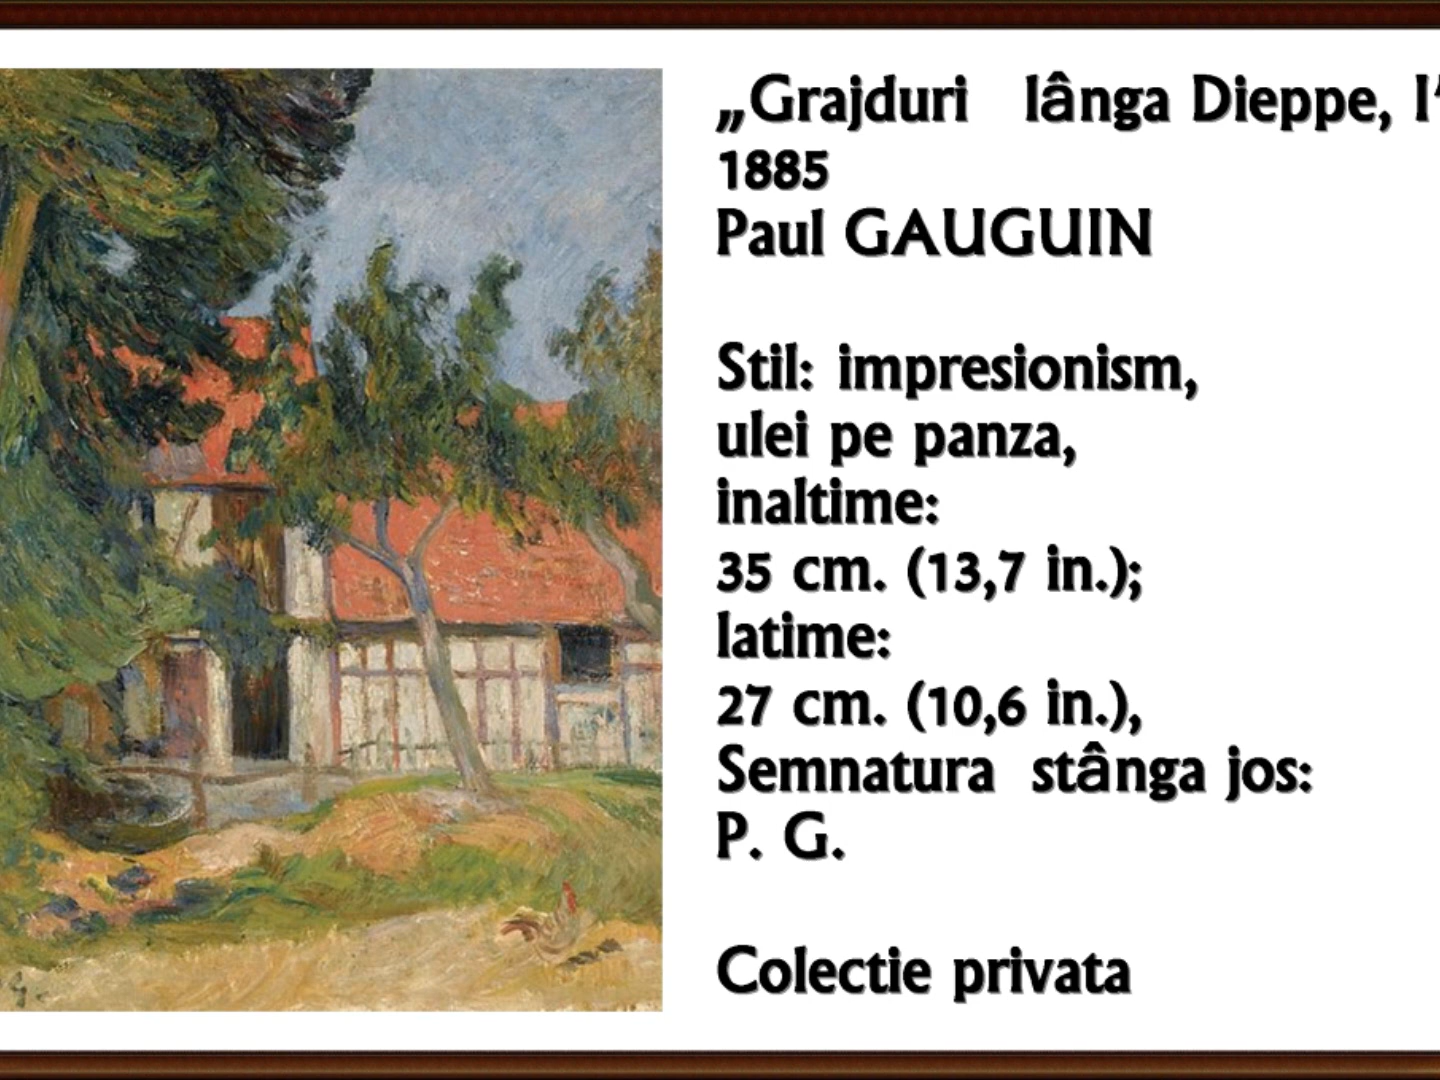 „Grajduri lânga Dieppe, l'
1885
Paul GAUGUIN
Stil: impresionism,
ulei pe panza,
inaltime:
35 cm. (13,7 in.);
latime:
27 cm. (10,6 in.),
Semnatura stânga jos:
P. G.
Colectie privata
G.